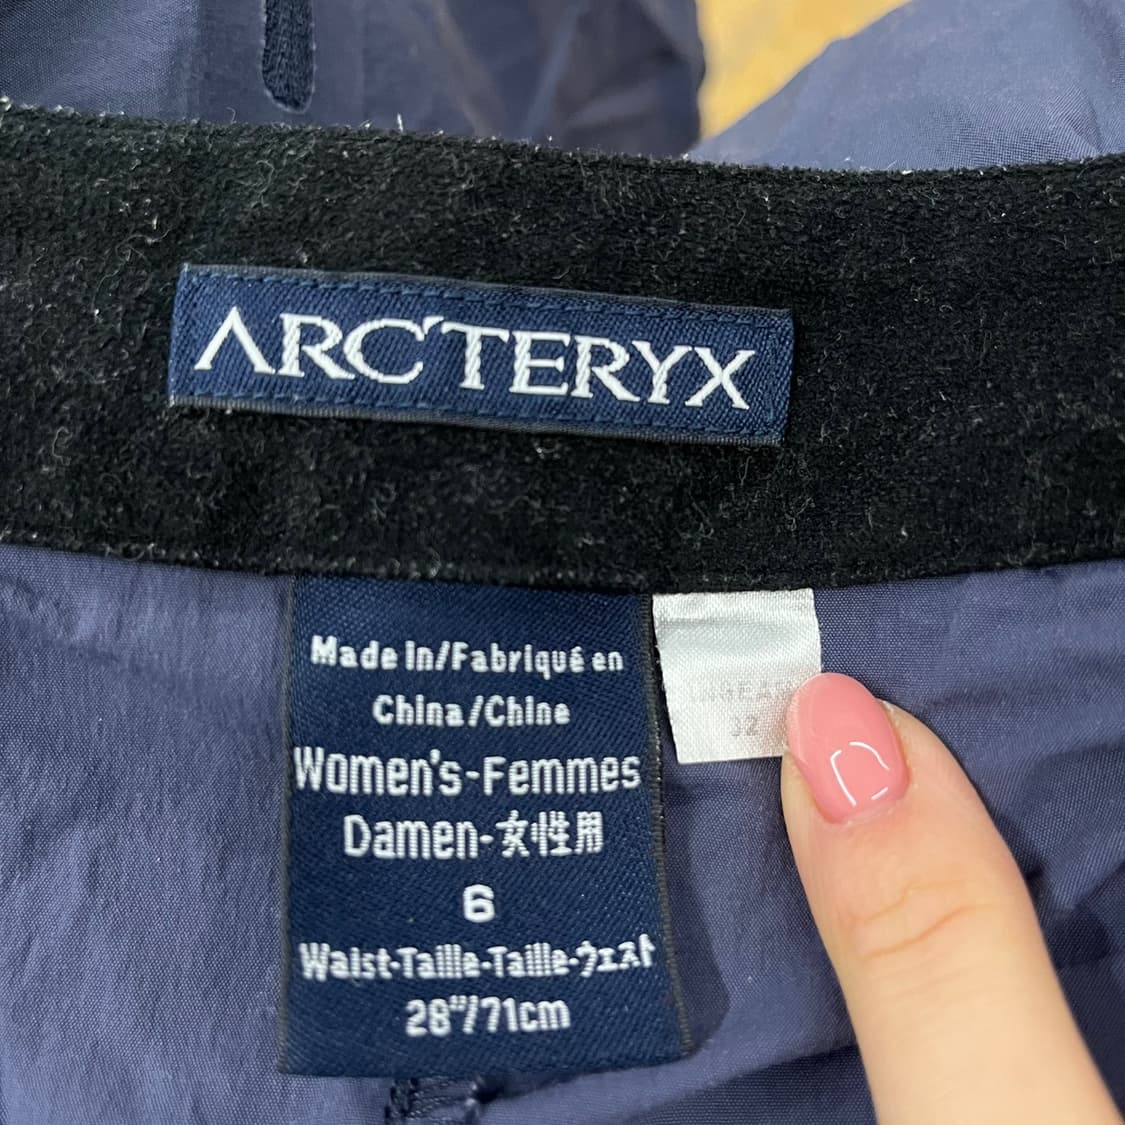 ARC'TERYX
Made in/Fabriqué en
China/Chine
Women's-Femmes
Damen-女性用
6
Waist-Taille-Taille-ウエスト
28"/71cm
32